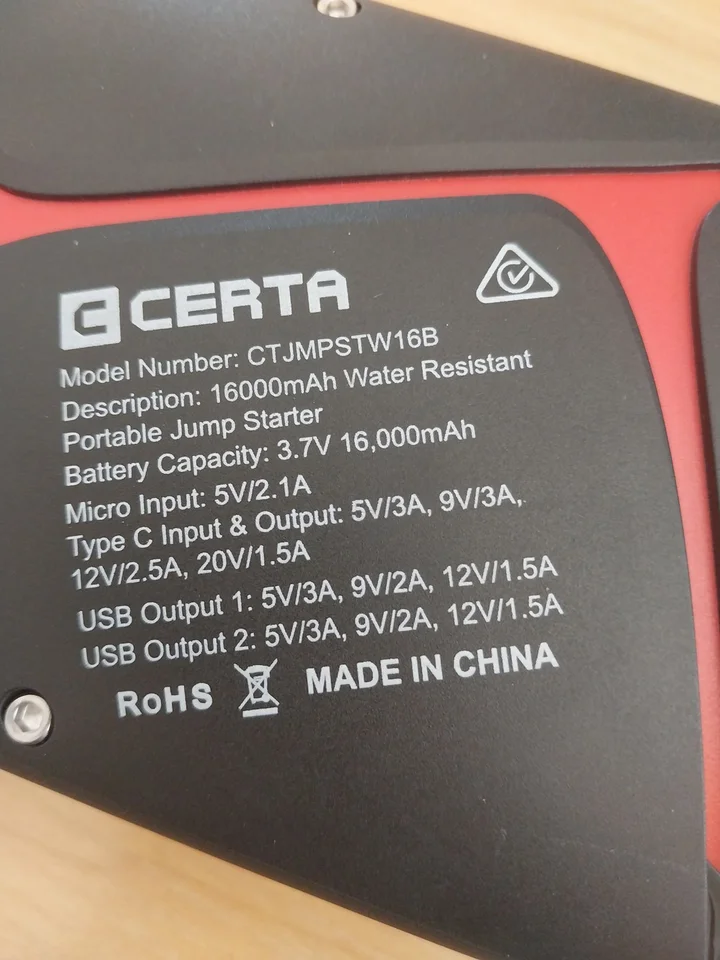 CERTA
Model Number: CTJMPSTW16B
Description: 16000mAh Water Resistant
Portable Jump Starter
Battery Capacity: 3.7V 16,000mAh
Micro Input: 5V/2.1A
Type C Input & Output: 5V/3A, 9V/3A,
12V/2.5A, 20V/1.5A
USB Output 1: 5V/3A, 9V/2A, 12V/1.5A
USB Output 2: 5V/3A, 9V/2A, 12V/1.5A
RoHS MADE IN CHINA